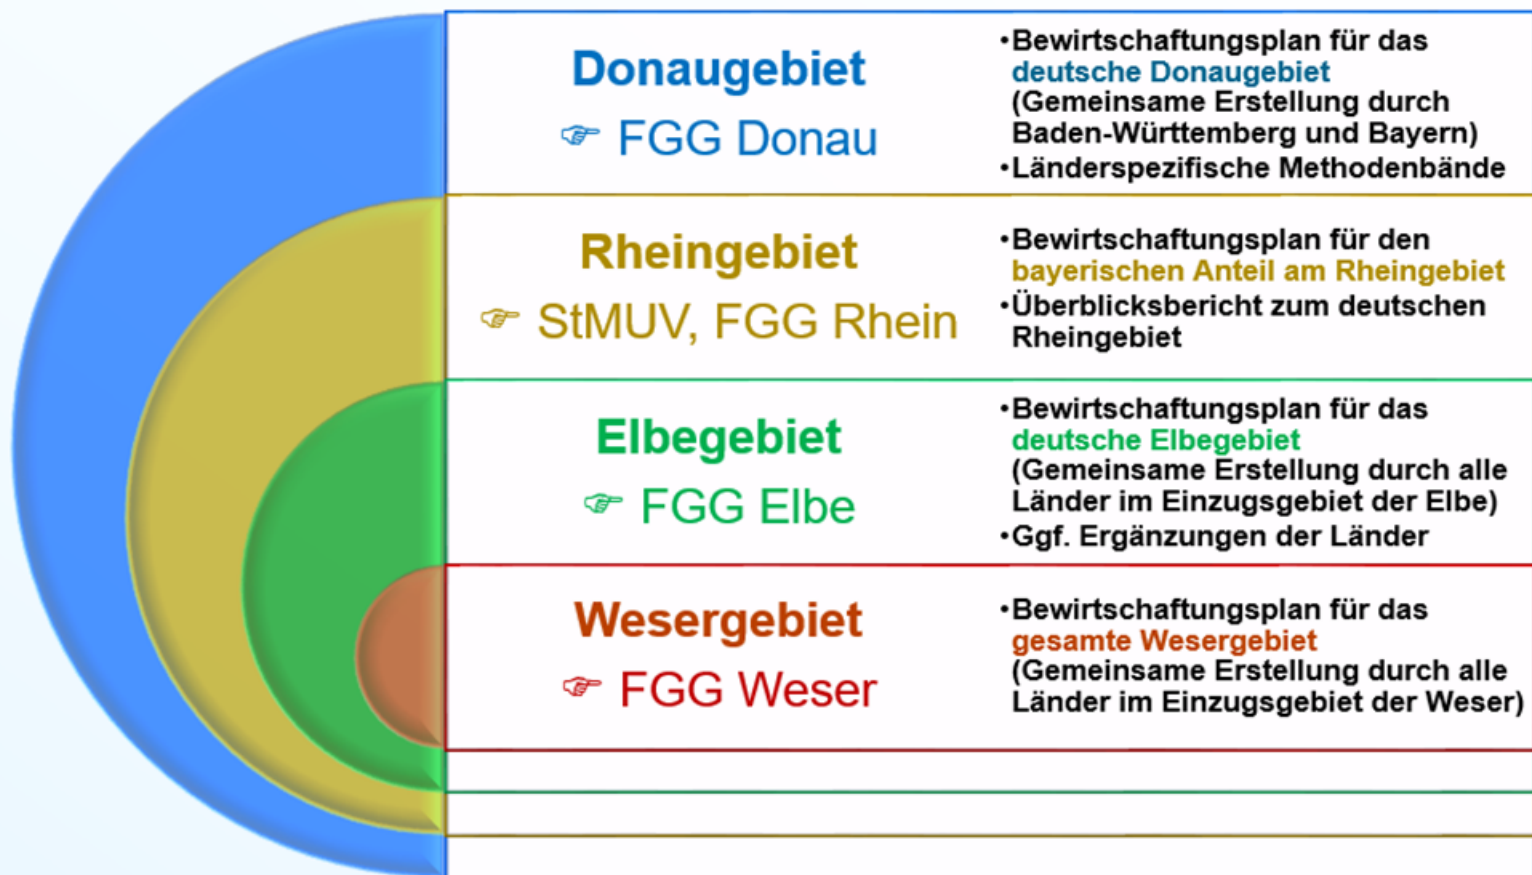 Donaugebiet
☞ FGG Donau
•Bewirtschaftungsplan für das
deutsche Donaugebiet
(Gemeinsame Erstellung durch
Baden-Württemberg und Bayern)
•Länderspezifische Methodenbände
Rheingebiet
☞ StMUV, FGG Rhein
•Bewirtschaftungsplan für den
bayerischen Anteil am Rheingebiet
•Überblicksbericht zum deutschen
Rheingebiet
Elbegebiet
☞ FGG Elbe
•Bewirtschaftungsplan für das
deutsche Elbegebiet
(Gemeinsame Erstellung durch alle
Länder im Einzugsgebiet der Elbe)
•Ggf. Ergänzungen der Länder
Wesergebiet
☞ FGG Weser
•Bewirtschaftungsplan für das
gesamte Wesergebiet
(Gemeinsame Erstellung durch alle
Länder im Einzugsgebiet der Weser)